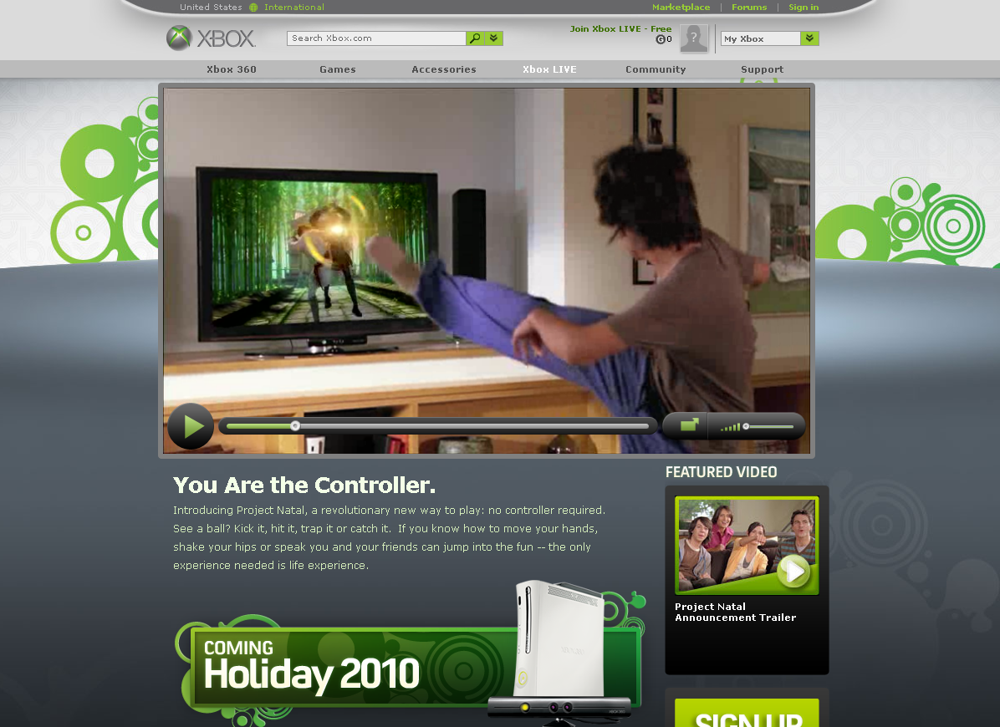 United States International
Marketplace | Forums | Sign in
XBOX
Search Xbox.com
Join Xbox LIVE - Free
G 0
?
My Xbox
Xbox 360 Games Accessories Xbox LIVE Community Support
You Are the Controller.
Introducing Project Natal, a revolutionary new way to play: no controller required.
See a ball? Kick it, hit it, trap it or catch it. If you know how to move your hands,
shake your hips or speak you and your friends can jump into the fun -- the only
experience needed is life experience.
COMING
Holiday 2010
FEATURED VIDEO
Project Natal
Announcement Trailer
SIGN UP